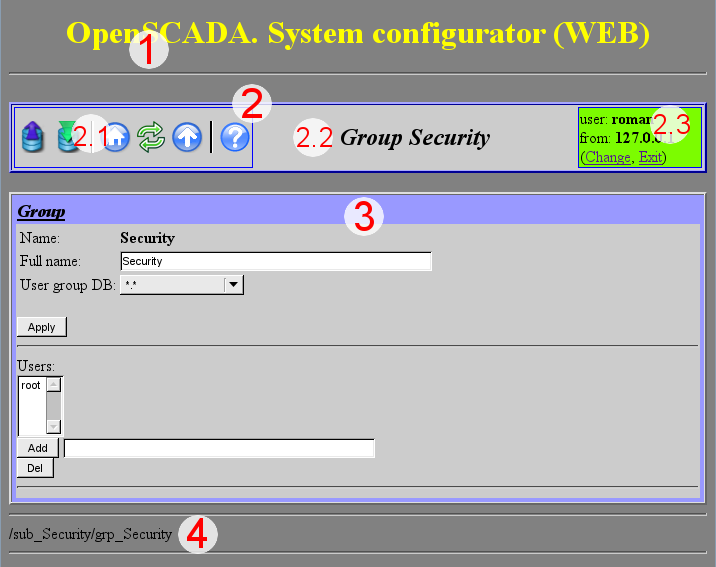 OpenSCADA. System configurator (WEB)
1
2
2.1
2.2
Group Security
user: roman
2.3
from: 127.0.0.1
(Change, Exit)
Group
3
Name: Security
Full name: Security
User group DB: *.*
Apply
Users:
root
Add
Del
/sub_Security/grp_Security
4